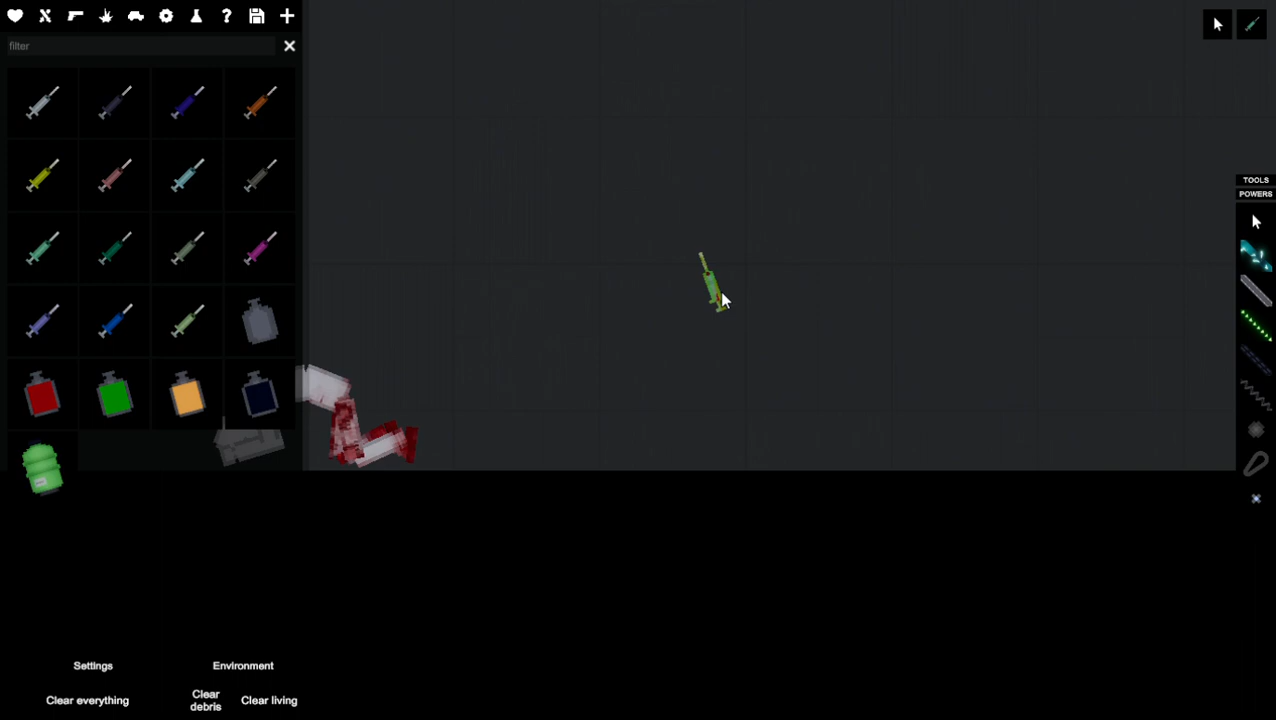 filter
TOOLS
POWERS
Settings
Environment
Clear everything
Clear
debris
Clear living